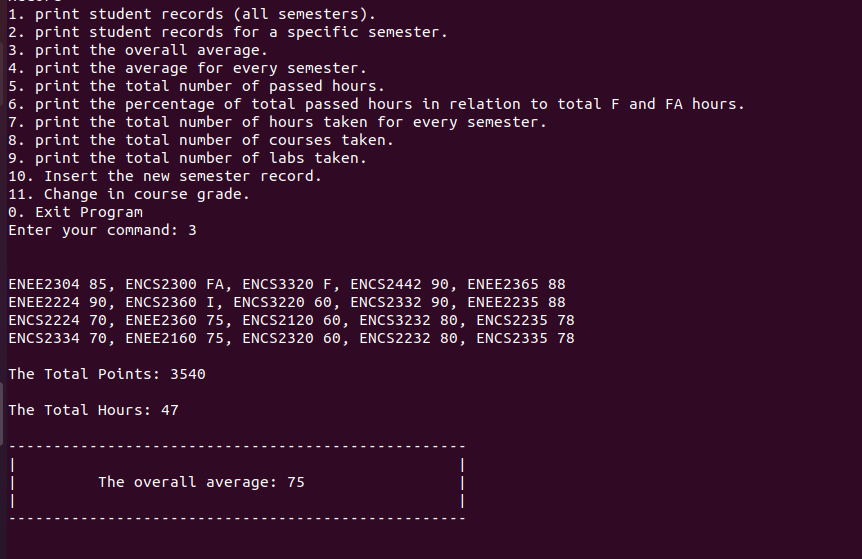 1. print student records (all semesters).
2. print student records for a specific semester.
3. print the overall average.
4. print the average for every semester.
5. print the total number of passed hours.
6. print the percentage of total passed hours in relation to total F and FA hours.
7. print the total number of hours taken for every semester.
8. print the total number of courses taken.
9. print the total number of labs taken.
10. Insert the new semester record.
11. Change in course grade.
0. Exit Program
Enter your command: 3
ENEE2304 85, ENCS2300 FA, ENCS3320 F, ENCS2442 90, ENEE2365 88
ENEE2224 90, ENCS2360 I, ENCS3220 60, ENCS2332 90, ENEE2235 88
ENCS2224 70, ENEE2360 75, ENCS2120 60, ENCS3232 80, ENCS2235 78
ENCS2334 70, ENEE2160 75, ENCS2320 60, ENCS2232 80, ENCS2335 78
The Total Points: 3540
The Total Hours: 47
---------------------------------------------------
|                                                 |
|         The overall average: 75                 |
|                                                 |
---------------------------------------------------